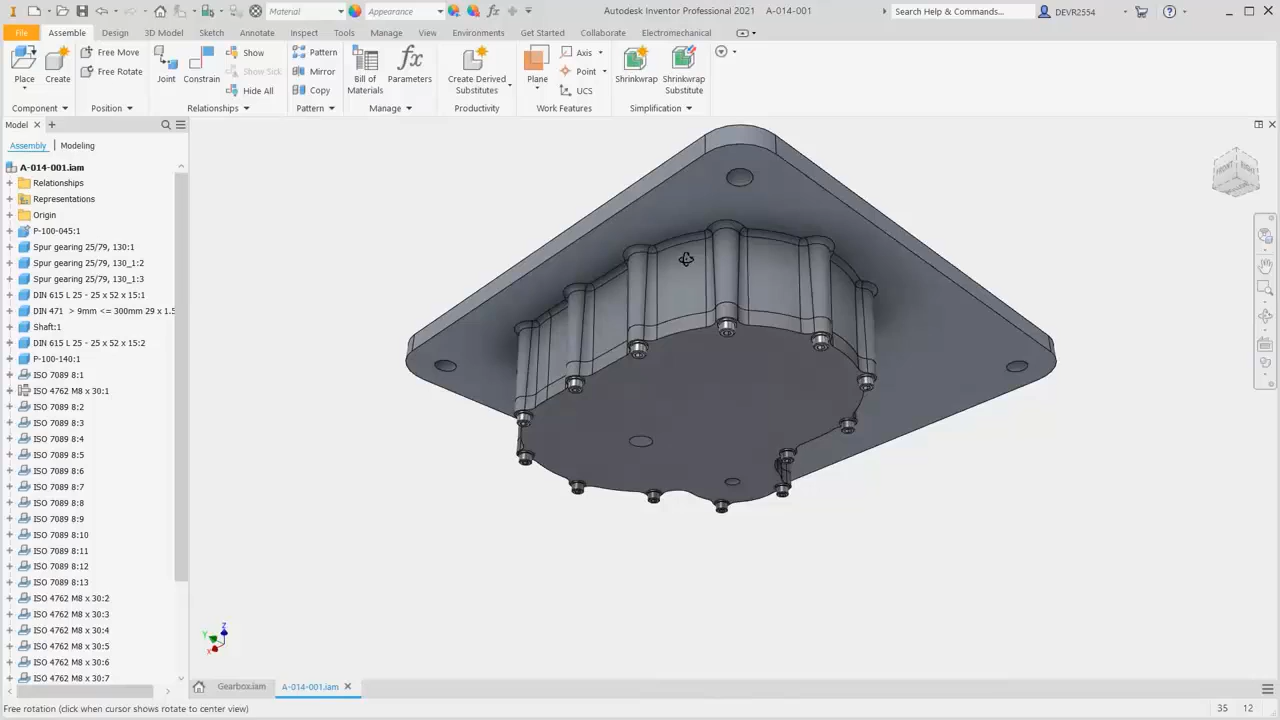 Material
Appearance
Autodesk Inventor Professional 2021 A-014-001
Search Help & Commands...
DEVR2554
File
Assembly
Design
3D Model
Sketch
Annotate
Inspect
Tools
Manage
View
Environments
Get Started
Collaborate
Electromechanical
Place
Create
Free Move
Free Rotate
Joint
Constrain
Show
Show Sick
Hide All
Pattern
Mirror
Copy
Bill of
Materials
Parameters
Create Derived
Substitutes
Plane
Axis
Point
UCS
Shrinkwrap
Shrinkwrap
Substitute
Component
Position
Relationships
Pattern
Manage
Productivity
Work Features
Simplification
Model
Assembly
Modeling
A-014-001.iam
Relationships
Representations
Origin
P-100-045:1
Spur gearing 25/79, 130:1
Spur gearing 25/79, 130_1:2
Spur gearing 25/79, 130_1:3
DIN 615 L 25 - 25 x 52 x 15:1
DIN 471 > 9mm <= 300mm 29 x 1.5
Shaft:1
DIN 615 L 25 - 25 x 52 x 15:2
P-100-140:1
ISO 7089 8:1
ISO 4762 M8 x 30:1
ISO 7089 8:2
ISO 7089 8:3
ISO 7089 8:4
ISO 7089 8:5
ISO 7089 8:6
ISO 7089 8:7
ISO 7089 8:8
ISO 7089 8:9
ISO 7089 8:10
ISO 7089 8:11
ISO 7089 8:12
ISO 7089 8:13
ISO 4762 M8 x 30:2
ISO 4762 M8 x 30:3
ISO 4762 M8 x 30:4
ISO 4762 M8 x 30:5
ISO 4762 M8 x 30:6
ISO 4762 M8 x 30:7
Z
Y
X
Gearbox.iam
A-014-001.iam
Free rotation (click when cursor shows rotate to center view)
35 12